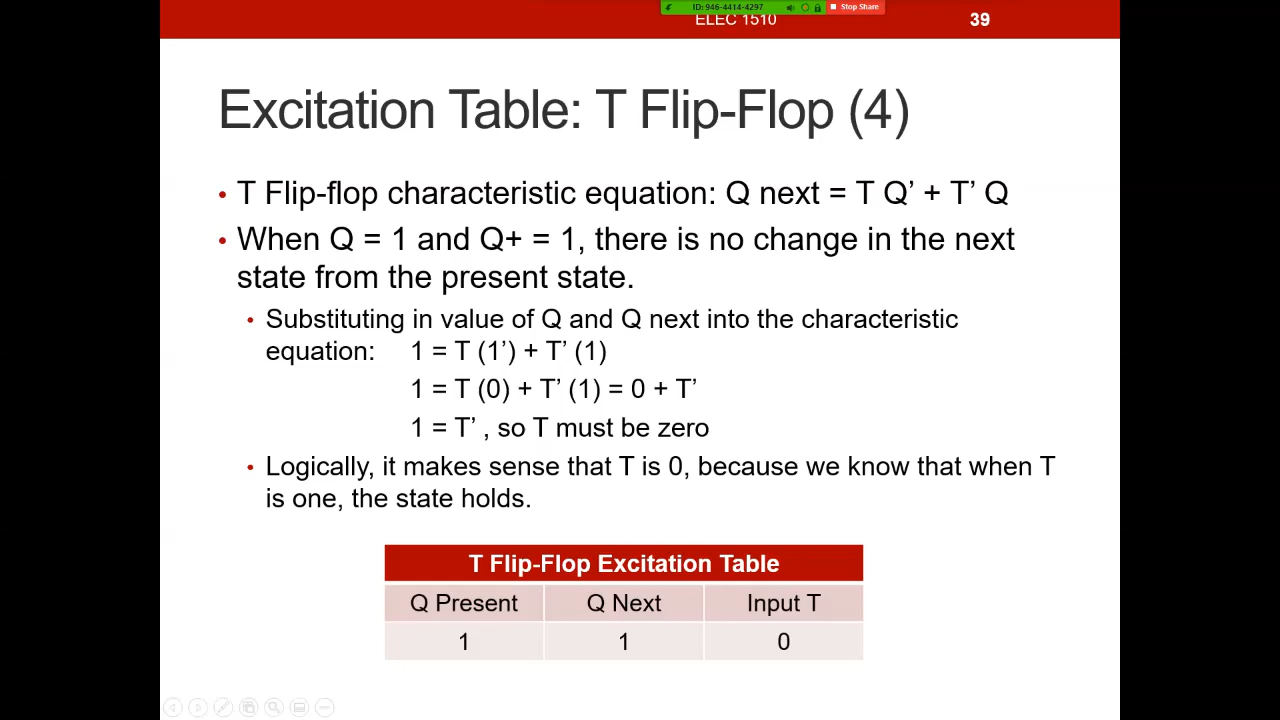 ID: 946-4414-4297
Stop Share
ELEC 1510
39
Excitation Table: T Flip-Flop (4)
• T Flip-flop characteristic equation: Q next = T Q’ + T’ Q
• When Q = 1 and Q+ = 1, there is no change in the next
state from the present state.
• Substituting in value of Q and Q next into the characteristic
equation: 1 = T (1’) + T’ (1)
1 = T (0) + T’ (1) = 0 + T’
1 = T’ , so T must be zero
• Logically, it makes sense that T is 0, because we know that when T
is one, the state holds.
T Flip-Flop Excitation Table
Q Present Q Next Input T
1 1 0